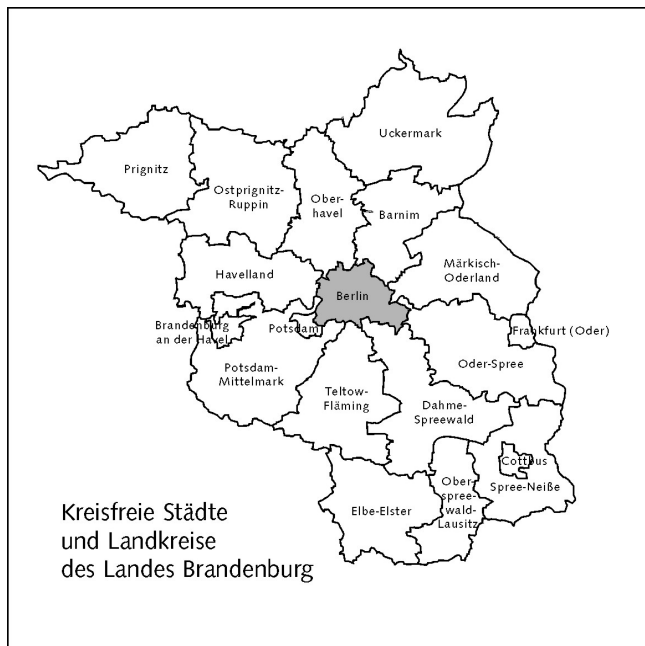 Uckermark
Prignitz
Ostprignitz-
Ruppin
Ober-
havel
Barnim
Havelland
Märkisch-
Oderland
Berlin
Brandenburg
an der Havel
Potsdam
Frankfurt (Oder)
Potsdam-
Mittelmark
Oder-Spree
Teltow-
Fläming
Dahme-
Spreewald
Cottbus
Ober-
spree-
wald-
Lausitz
Spree-Neiße
Elbe-Elster
Kreisfreie Städte
und Landkreise
des Landes Brandenburg